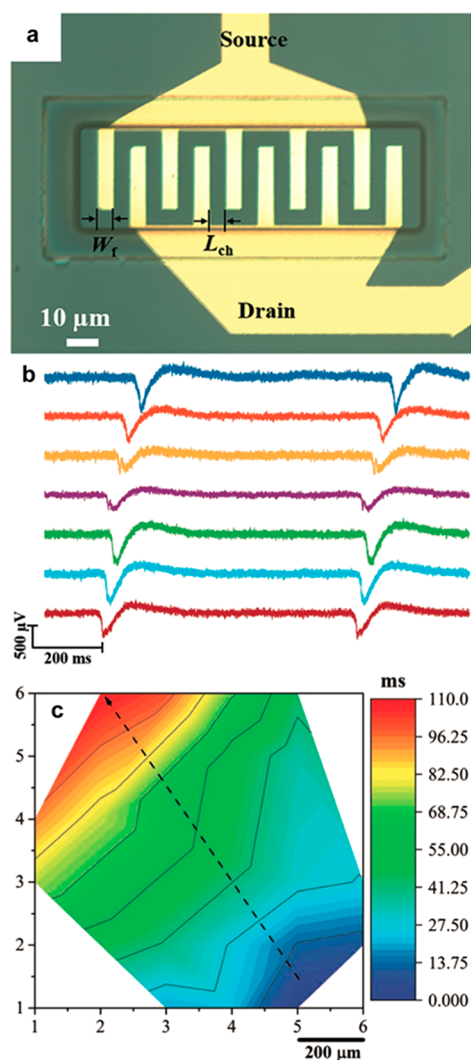 a
Source
W_f
L_ch
Drain
10 µm
b
500 µV
200 ms
c
ms
6
5
4
3
2
1
1 2 3 4 5 6
110.0
96.25
82.50
68.75
55.00
41.25
27.50
13.75
0.000
200 µm